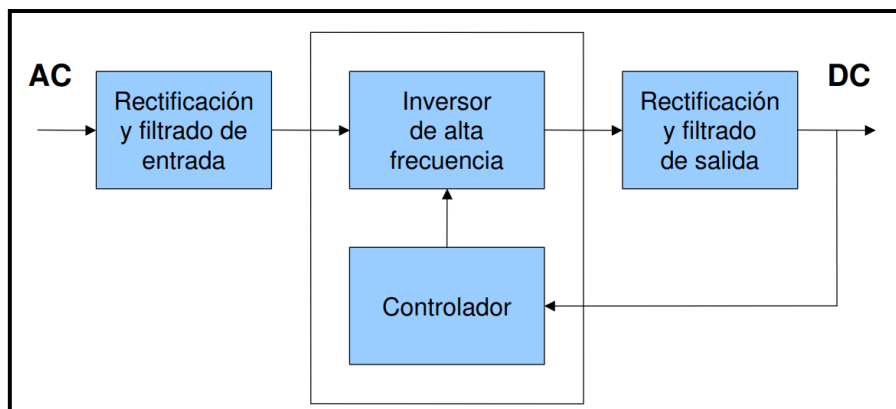 AC
DC
Rectificación
y filtrado de
entrada
Inversor
de alta
frecuencia
Rectificación
y filtrado
de salida
Controlador